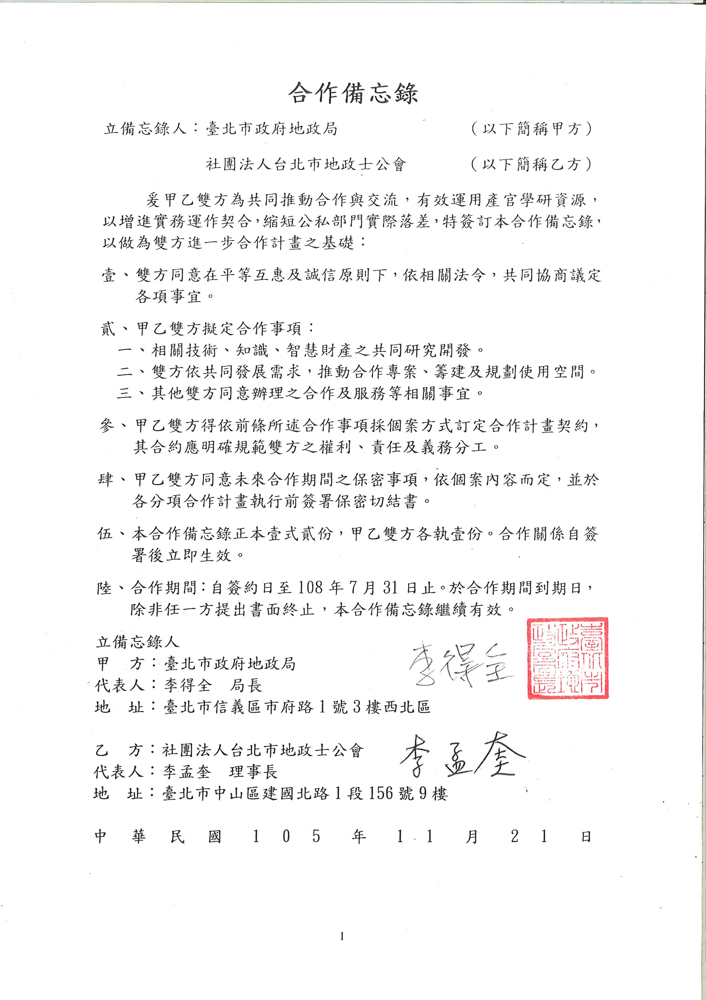 合作備忘錄
立備忘錄人：臺北市政府地政局　　　　（以下簡稱甲方）
社團法人台北市地政士公會　　　　（以下簡稱乙方）
爰甲乙雙方為共同推動合作與交流，有效運用產官學研資源，
以增進實務運作契合，縮短公私部門實際落差，特簽訂本合作備忘錄，
以做為雙方進一步合作計畫之基礎：
壹、雙方同意在平等互惠及誠信原則下，依相關法令，共同協商議定
各項事宜。
貳、甲乙雙方擬定合作事項：
一、相關技術、知識、智慧財產之共同研究開發。
二、雙方依共同發展需求，推動合作專案、籌建及規劃使用空間。
三、其他雙方同意辦理之合作及服務等相關事宜。
參、甲乙雙方得依前條所述合作事項採個案方式訂定合作計畫契約，
其合約應明確規範雙方之權利、責任及義務分工。
肆、甲乙雙方同意未來合作期間之保密事項，依個案內容而定，並於
各分項合作計畫執行前簽署保密切結書。
伍、本合作備忘錄正本壹式貳份，甲乙雙方各執壹份。合作關係自簽
署後立即生效。
陸、合作期間：自簽約日至 108 年 7 月 31 日止。於合作期間到期日，
除非任一方提出書面終止，本合作備忘錄繼續有效。
立備忘錄人
甲　方：臺北市政府地政局
李得全
臺北市政府地政局局長
代表人：李得全　局長
地　址：臺北市信義區市府路 1 號 3 樓西北區
乙　方：社團法人台北市地政士公會
李孟奎
代表人：李孟奎　理事長
地　址：臺北市中山區建國北路 1 段 156 號 9 樓
中華民國 105 年 11 月 21 日
1